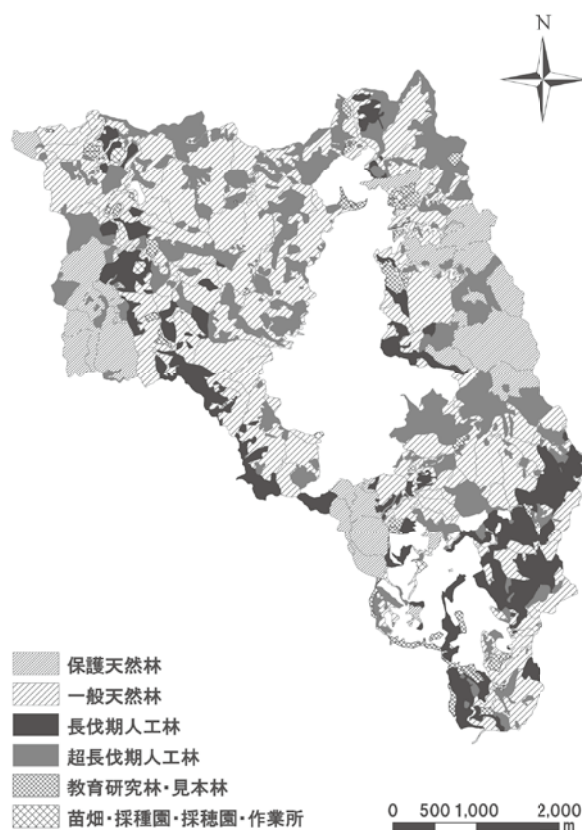 N
保護天然林
一般天然林
長伐期人工林
超長伐期人工林
教育研究林・見本林
苗畑・採種園・採穂園・作業所
0 500 1,000 2,000
m